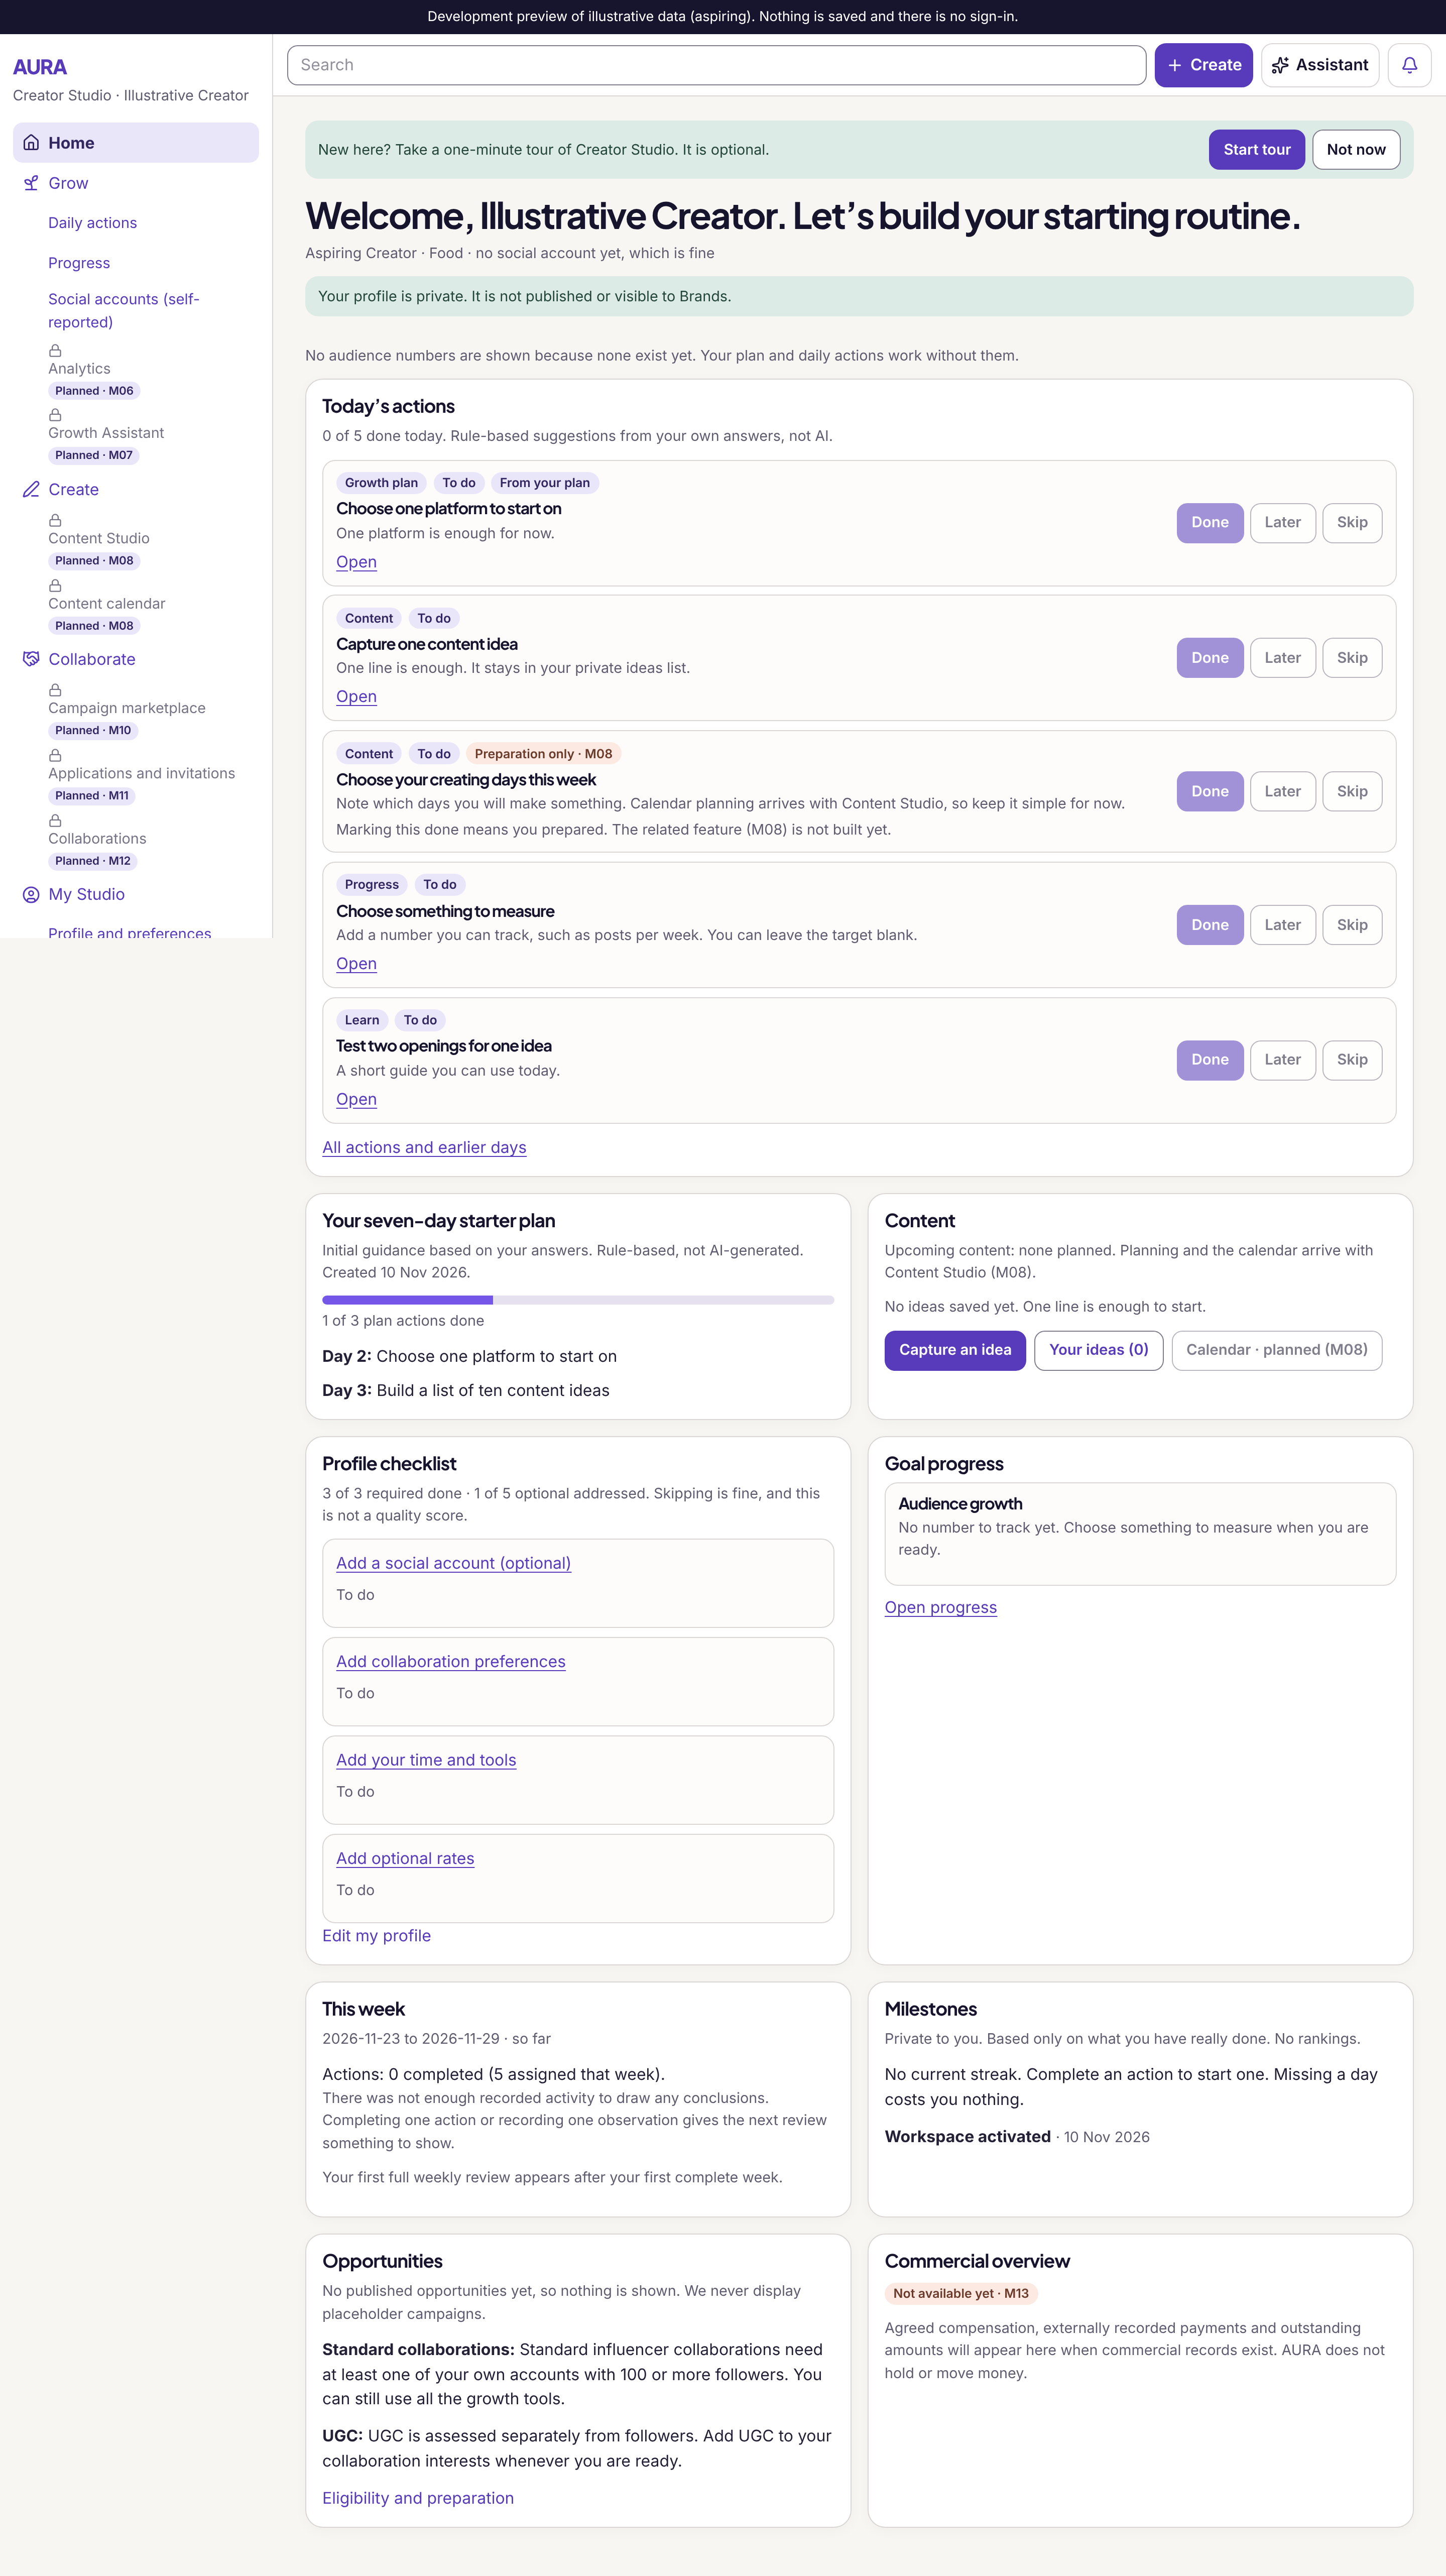 Development preview of illustrative data (aspiring). Nothing is saved and there is no sign-in.
AURA
Creator Studio · Illustrative Creator
Home
Grow
Daily actions
Progress
Social accounts (self-
reported)
Analytics
Planned · M06
Growth Assistant
Planned · M07
Create
Content Studio
Planned · M08
Content calendar
Planned · M08
Collaborate
Campaign marketplace
Planned · M10
Applications and invitations
Planned · M11
Collaborations
Planned · M12
My Studio
Profile and preferences
Search
Create
Assistant
New here? Take a one-minute tour of Creator Studio. It is optional.
Start tour
Not now
Welcome, Illustrative Creator. Let’s build your starting routine.
Aspiring Creator · Food · no social account yet, which is fine
Your profile is private. It is not published or visible to Brands.
No audience numbers are shown because none exist yet. Your plan and daily actions work without them.
Today’s actions
0 of 5 done today. Rule-based suggestions from your own answers, not AI.
Growth plan To do From your plan
Choose one platform to start on
One platform is enough for now.
Open
Done Later Skip
Content To do
Capture one content idea
One line is enough. It stays in your private ideas list.
Open
Done Later Skip
Content To do Preparation only · M08
Choose your creating days this week
Note which days you will make something. Calendar planning arrives with Content Studio, so keep it simple for now.
Marking this done means you prepared. The related feature (M08) is not built yet.
Done Later Skip
Progress To do
Choose something to measure
Add a number you can track, such as posts per week. You can leave the target blank.
Open
Done Later Skip
Learn To do
Test two openings for one idea
A short guide you can use today.
Open
Done Later Skip
All actions and earlier days
Your seven-day starter plan
Initial guidance based on your answers. Rule-based, not AI-generated.
Created 10 Nov 2026.
1 of 3 plan actions done
Day 2: Choose one platform to start on
Day 3: Build a list of ten content ideas
Content
Upcoming content: none planned. Planning and the calendar arrive with
Content Studio (M08).
No ideas saved yet. One line is enough to start.
Capture an idea
Your ideas (0)
Calendar · planned (M08)
Profile checklist
3 of 3 required done · 1 of 5 optional addressed. Skipping is fine, and this
is not a quality score.
Add a social account (optional)
To do
Add collaboration preferences
To do
Add your time and tools
To do
Add optional rates
To do
Edit my profile
Goal progress
Audience growth
No number to track yet. Choose something to measure when you are
ready.
Open progress
This week
2026-11-23 to 2026-11-29 · so far
Actions: 0 completed (5 assigned that week).
There was not enough recorded activity to draw any conclusions.
Completing one action or recording one observation gives the next review
something to show.
Your first full weekly review appears after your first complete week.
Milestones
Private to you. Based only on what you have really done. No rankings.
No current streak. Complete an action to start one. Missing a day
costs you nothing.
Workspace activated · 10 Nov 2026
Opportunities
No published opportunities yet, so nothing is shown. We never display
placeholder campaigns.
Standard collaborations: Standard influencer collaborations need
at least one of your own accounts with 100 or more followers. You
can still use all the growth tools.
UGC: UGC is assessed separately from followers. Add UGC to your
collaboration interests whenever you are ready.
Eligibility and preparation
Commercial overview
Not available yet · M13
Agreed compensation, externally recorded payments and outstanding
amounts will appear here when commercial records exist. AURA does not
hold or move money.